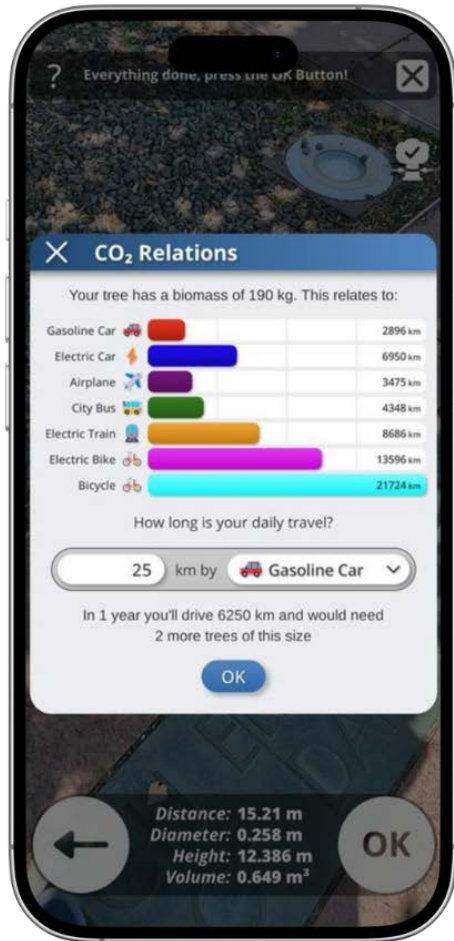 ? Everything done, press the OK Button!
CO₂ Relations
Your tree has a biomass of 190 kg. This relates to:
Gasoline Car 2896 km
Electric Car 6950 km
Airplane 3475 km
City Bus 4348 km
Electric Train 8686 km
Electric Bike 13596 km
Bicycle 21724 km
How long is your daily travel?
25 km by Gasoline Car
In 1 year you'll drive 6250 km and would need
2 more trees of this size
OK
Distance: 15.21 m
Diameter: 0.258 m
Height: 12.386 m
Volume: 0.649 m³
OK